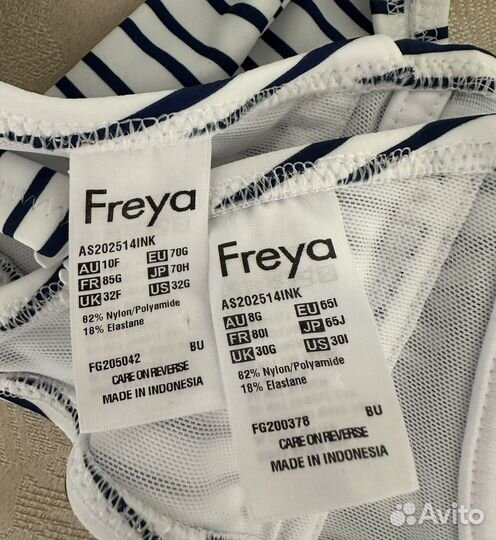 Freya
AS202514INK
AU 10F EU 70G
FR 85G JP 70H
UK 32F US 32G
82% Nylon/Polyamide
18% Elastane
FG205042 BU
CARE ON REVERSE
MADE IN INDONESIA
Freya
AS202514INK
AU 8G EU 65I
FR 80I JP 65J
UK 30G US 30I
82% Nylon/Polyamide
18% Elastane
FG200378 BU
CARE ON REVERSE
MADE IN INDONESIA
Avito